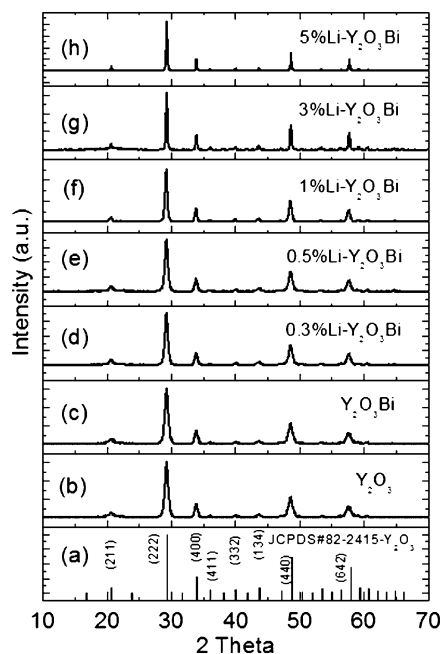 (h) 5%Li-Y₂O₃Bi
(g) 3%Li-Y₂O₃Bi
(f) 1%Li-Y₂O₃Bi
(e) 0.5%Li-Y₂O₃Bi
(d) 0.3%Li-Y₂O₃Bi
(c) Y₂O₃Bi
(b) Y₂O₃
(a) JCPDS#82-2415-Y₂O₃
(211) (222) (400) (411) (332) (134) (440) (642)
10 20 30 40 50 60 70
2 Theta
Intensity (a.u.)